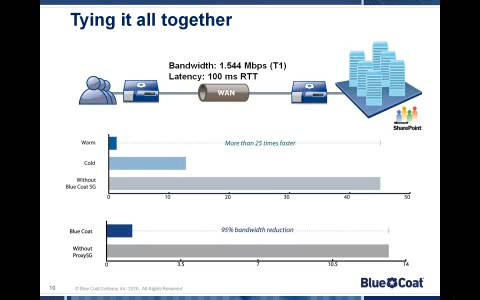 Tying it all together
Bandwidth: 1.544 Mbps (T1)
Latency: 100 ms RTT
WAN
Microsoft
SharePoint
Warm
More than 25 times faster
Cold
Without
Blue Coat SG
0 10 20 30 40 50
Blue Coat
95% bandwidth reduction
Without
ProxySG
0 3.5 7 10.5 14
10 © Blue Coat Systems, Inc. 2010. All Rights Reserved.
Blue Coat